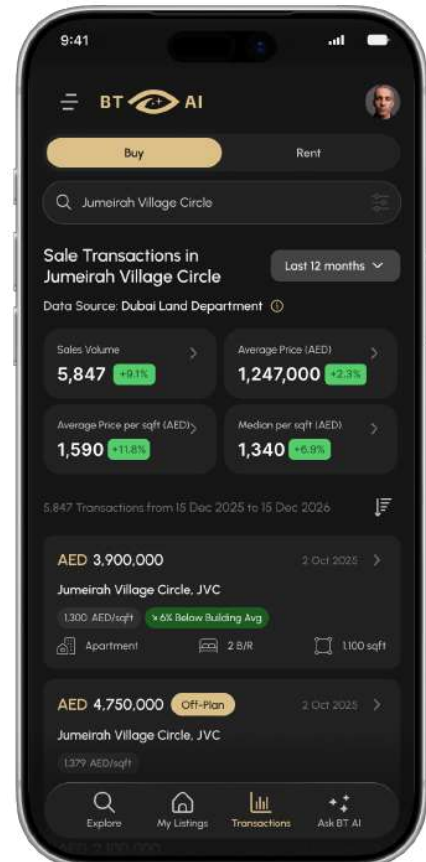 9:41
BT AI
Buy Rent
Jumeirah Village Circle
Sale Transactions in
Jumeirah Village Circle
Last 12 months
Data Source: Dubai Land Department
Sales Volume
5,847 +9.1%
Average Price (AED)
1,247,000 +2.3%
Average Price per sqft (AED)
1,590 +11.8%
Median per sqft (AED)
1,340 +6.9%
5,847 Transactions from 15 Dec 2025 to 15 Dec 2026
AED 3,900,000 2 Oct 2025
Jumeirah Village Circle, JVC
1,300 AED/sqft 6% Below Building Avg
Apartment 2 B/R 1,100 sqft
AED 4,750,000 Off-Plan 2 Oct 2025
Jumeirah Village Circle, JVC
1,379 AED/sqft
Explore My Listings Transactions Ask BT AI
AED 2,100,000